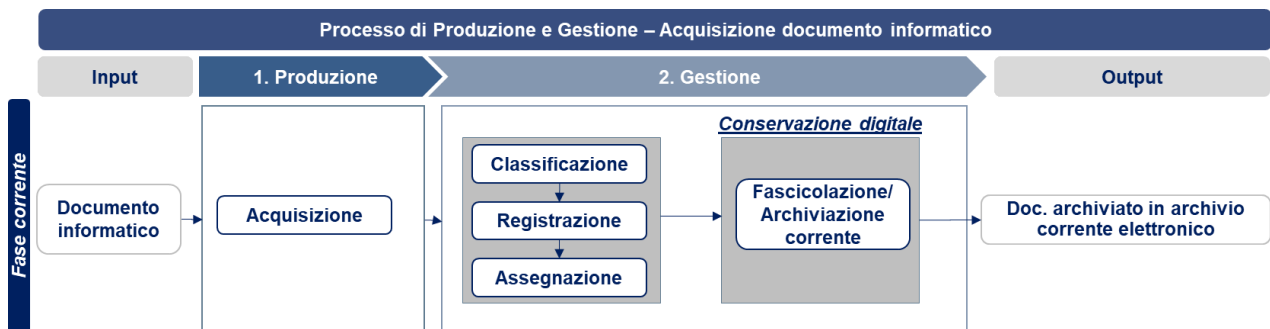 Processo di Produzione e Gestione – Acquisizione documento informatico
Input
1. Produzione
2. Gestione
Output
Fase corrente
Documento
informatico
Acquisizione
Classificazione
Registrazione
Assegnazione
Conservazione digitale
Fascicolazione/
Archiviazione
corrente
Doc. archiviato in archivio
corrente elettronico